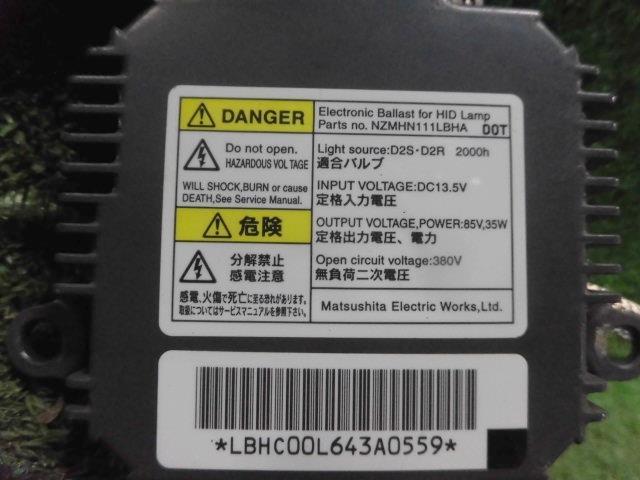 DANGER
Do not open.
HAZARDOUS VOLTAGE
WILL SHOCK,BURN or cause
DEATH,See Service Manual.
危険
分解禁止
感電注意
感電、火傷で死亡に至る恐れがあります。
取扱についてはサービスマニュアルを参照下さい。
Electronic Ballast for HID Lamp
Parts no. NZMHN111LBHA DOT
Light source:D2S・D2R 2000h
適合バルブ
INPUT VOLTAGE:DC13.5V
定格入力電圧
OUTPUT VOLTAGE,POWER:85V,35W
定格出力電圧、電力
Open circuit voltage:380V
無負荷二次電圧
Matsushita Electric Works,Ltd.
*LBHC00L643A0559*